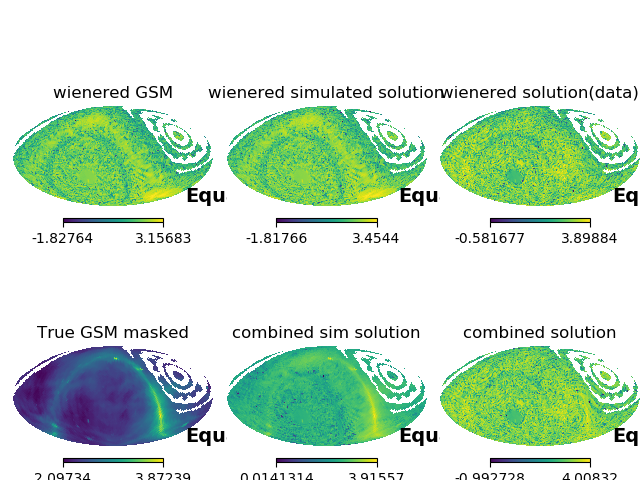 wienered GSM wienered simulated solution wienered solution(data)
Equ Equ Eq
-1.82764 3.15683 -1.81766 3.4544 -0.581677 3.89884
True GSM masked combined sim solution combined solution
Equ Equ Eq
2.09734 3.87239 0.0141314 3.91557 -0.992728 4.00832